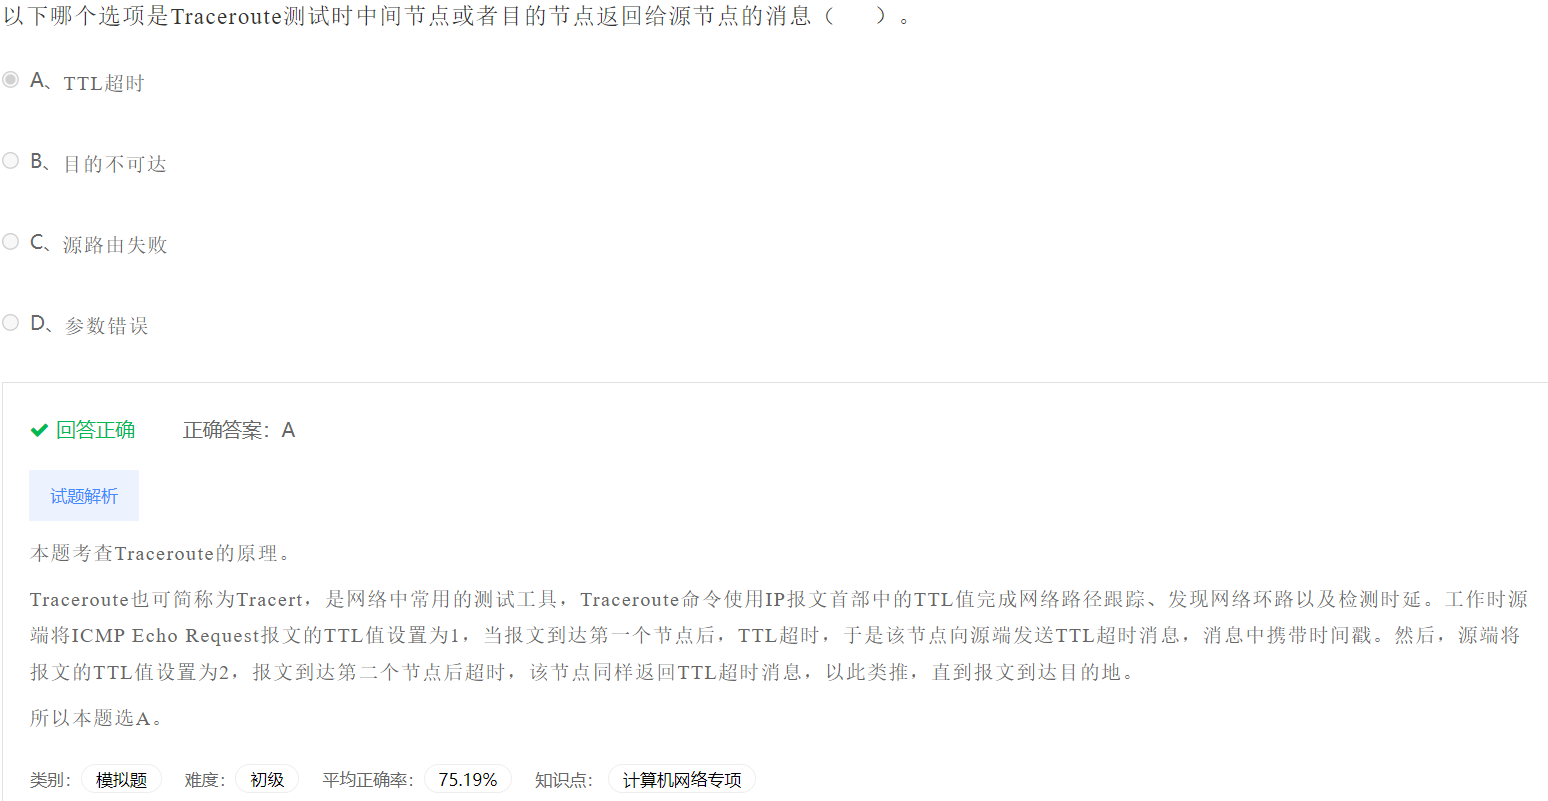 以下哪个选项是Traceroute测试时中间节点或者目的节点返回给源节点的消息（　　）。
A、TTL超时
B、目的不可达
C、源路由失败
D、参数错误
回答正确 正确答案：A
试题解析
本题考查Traceroute的原理。
Traceroute也可简称为Tracert，是网络中常用的测试工具，Traceroute命令使用IP报文首部中的TTL值完成网络路径跟踪、发现网络环路以及检测时延。工作时源
端将ICMP Echo Request报文的TTL值设置为1，当报文到达第一个节点后，TTL超时，于是该节点向源端发送TTL超时消息，消息中携带时间戳。然后，源端将
报文的TTL值设置为2，报文到达第二个节点后超时，该节点同样返回TTL超时消息，以此类推，直到报文到达目的地。
所以本题选A。
类别： 模拟题 难度： 初级 平均正确率： 75.19% 知识点： 计算机网络专项